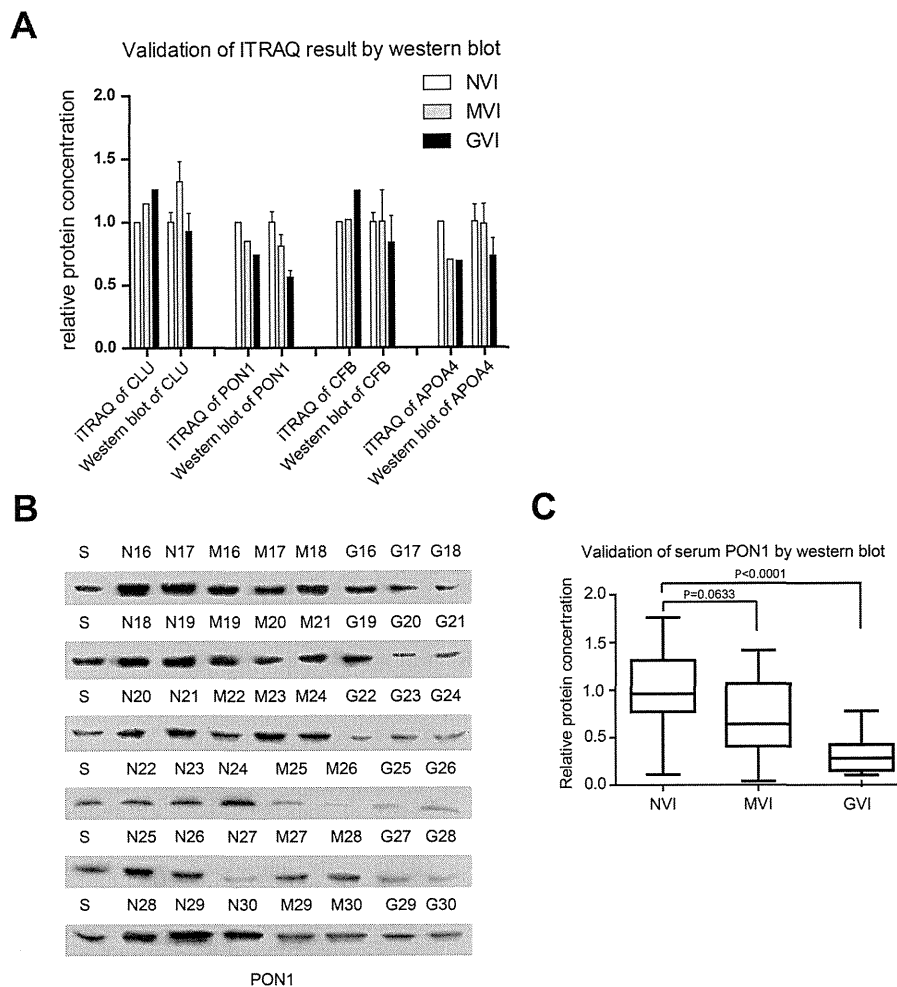 A
Validation of ITRAQ result by western blot
NVI
MVI
GVI
relative protein concentration
2.0
1.5
1.0
0.5
0.0
iTRAQ of CLU
Western blot of CLU
iTRAQ of PON1
Western blot of PON1
iTRAQ of CFB
Western blot of CFB
iTRAQ of APOA4
Western blot of APOA4
B
S N16 N17 M16 M17 M18 G16 G17 G18
S N18 N19 M19 M20 M21 G19 G20 G21
S N20 N21 M22 M23 M24 G22 G23 G24
S N22 N23 N24 M25 M26 G25 G26
S N25 N26 N27 M27 M28 G27 G28
S N28 N29 N30 M29 M30 G29 G30
PON1
C
Validation of serum PON1 by western blot
P<0.0001
P=0.0633
Relative protein concertration
2.0
1.5
1.0
0.5
0.0
NVI MVI GVI